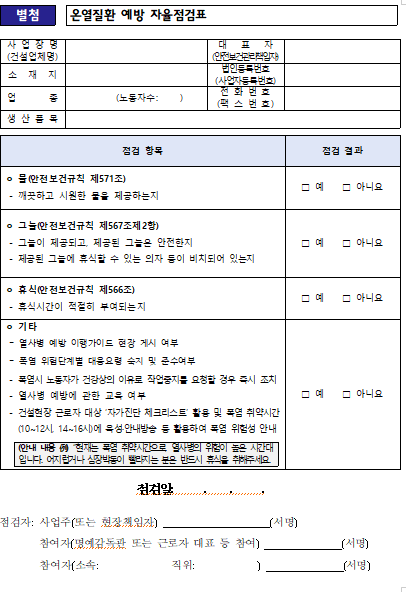 별첨 온열질환 예방 자율점검표
사 업 장 명
(건설업체명)
대 표 자
(안전보건관리책임자)
소 재 지
법인등록번호
(사업자등록번호)
업 종
(노동자수: )
전 화 번 호
(팩 스 번 호)
생 산 품 목
점검 항목 점검 결과
ㅇ 물(안전보건규칙 제571조)
- 깨끗하고 시원한 물을 제공하는지
□ 예 □ 아니요
ㅇ 그늘(안전보건규칙 제567조제2항)
- 그늘이 제공되고, 제공된 그늘은 안전한지
- 제공된 그늘에 휴식할 수 있는 의자 등이 비치되어 있는지
□ 예 □ 아니요
ㅇ 휴식(안전보건규칙 제566조)
- 휴식시간이 적절히 부여되는지
□ 예 □ 아니요
ㅇ 기타
- 열사병 예방 이행가이드 현장 게시 여부
- 폭염 위험단계별 대응요령 숙지 및 준수여부
- 폭염시 노동자가 건강상의 이유로 작업중지를 요청할 경우 즉시 조치
- 열사병 예방에 관한 교육 여부
- 건설현장 근로자 대상 '자가진단 체크리스트' 활용 및 폭염 취약시간
(10~12시, 14~16시)에 육성·안내방송 등 활용하여 폭염 위험성 안내
(안내 내용 예) "현재는 폭염 취약시간으로, 열사병의 위험이 높은 시간대
입니다. 어지럽거나 심장박동이 빨라지는 분은 반드시 휴식을 취해주세요.
□ 예 □ 아니요
점검일 . . .
점검자: 사업주(또는 현장책임자) (서명)
참여자(명예감독관 또는 근로자 대표 등 참여) (서명)
참여자(소속: 직위: ) (서명)